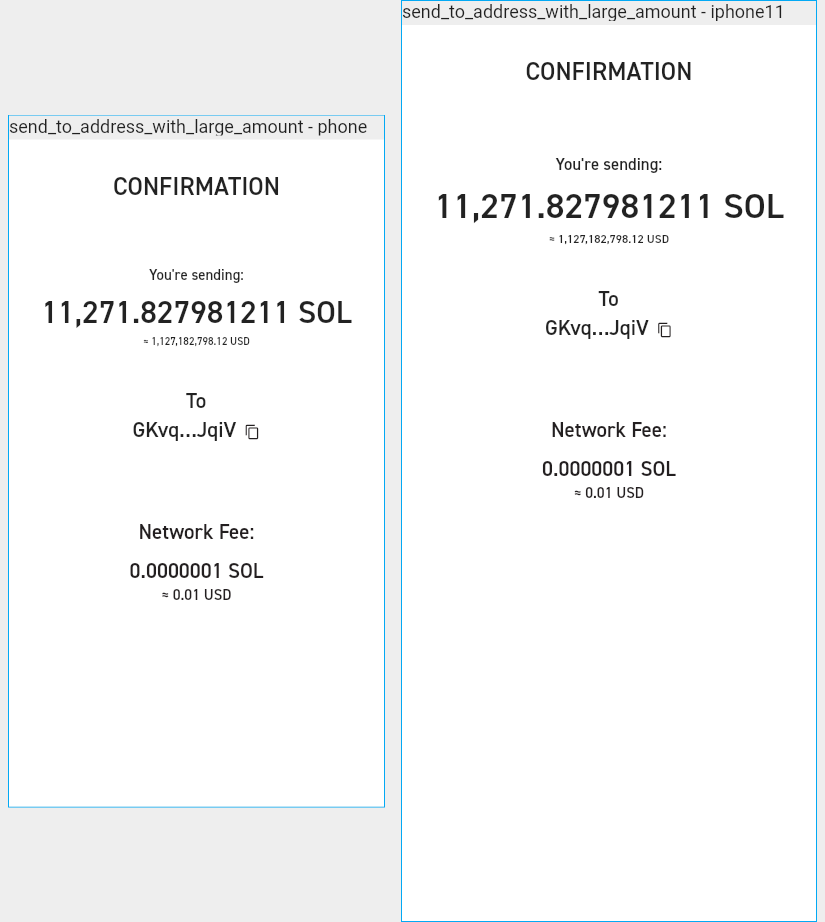 send_to_address_with_large_amount - phone
CONFIRMATION
You're sending:
11,271.827981211 SOL
≈ 1,127,182,798.12 USD
To
GKvq...JqiV
Network Fee:
0.0000001 SOL
≈ 0.01 USD
send_to_address_with_large_amount - iphone11
CONFIRMATION
You're sending:
11,271.827981211 SOL
≈ 1,127,182,798.12 USD
To
GKvq...JqiV
Network Fee:
0.0000001 SOL
≈ 0.01 USD